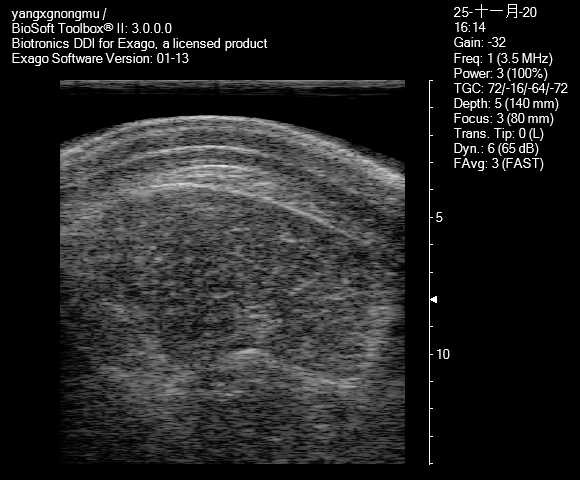 yangxgnongmu /
BioSoft Toolbox® II: 3.0.0.0
Biotronics DDI for Exago, a licensed product
Exago Software Version: 01-13
25-十一月-20
16:14
Gain: -32
Freq: 1 (3.5 MHz)
Power: 3 (100%)
TGC: 72/-16/-64/-72
Depth: 5 (140 mm)
Focus: 3 (80 mm)
Trans. Tip: 0 (L)
Dyn.: 6 (65 dB)
FAvg: 3 (FAST)
5
10